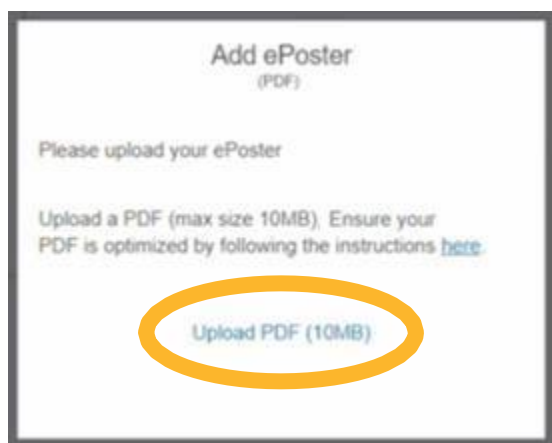 Add ePoster
(PDF)
Please upload your ePoster
Upload a PDF (max size 10MB). Ensure your
PDF is optimized by following the instructions here.
Upload PDF (10MB)